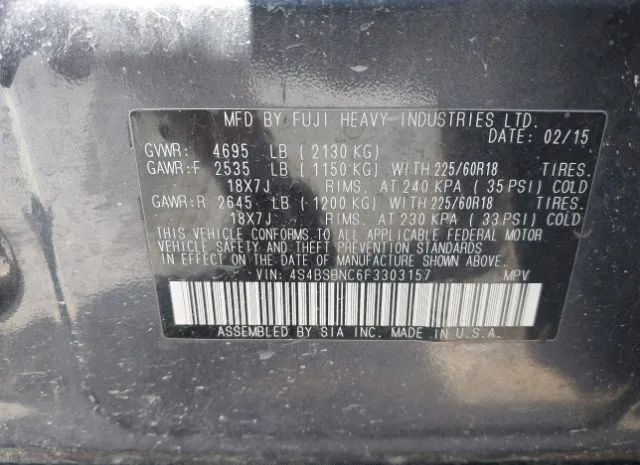 MFD BY FUJI HEAVY INDUSTRIES LTD.
DATE: 02/15
GVWR: 4695 LB (2130 KG)
GAWR:F 2535 LB (1150 KG) WITH 225/60R18 TIRES.
18X7J RIMS. AT 240 KPA (35 PSI) COLD
GAWR:R 2645 LB (1200 KG) WITH 225/60R18 TIRES.
18X7J RIMS. AT 230 KPA (33 PSI) COLD
THIS VEHICLE CONFORMS TO ALL APPLICABLE FEDERAL MOTOR
VEHICLE SAFETY AND THEFT PREVENTION STANDARDS
IN EFFECT ON THE DATE OF MANUFACTURE SHOWN ABOVE.
VIN: 4S4BSBNC6F3303157 MPV
ASSEMBLED BY SIA INC. MADE IN U.S.A.